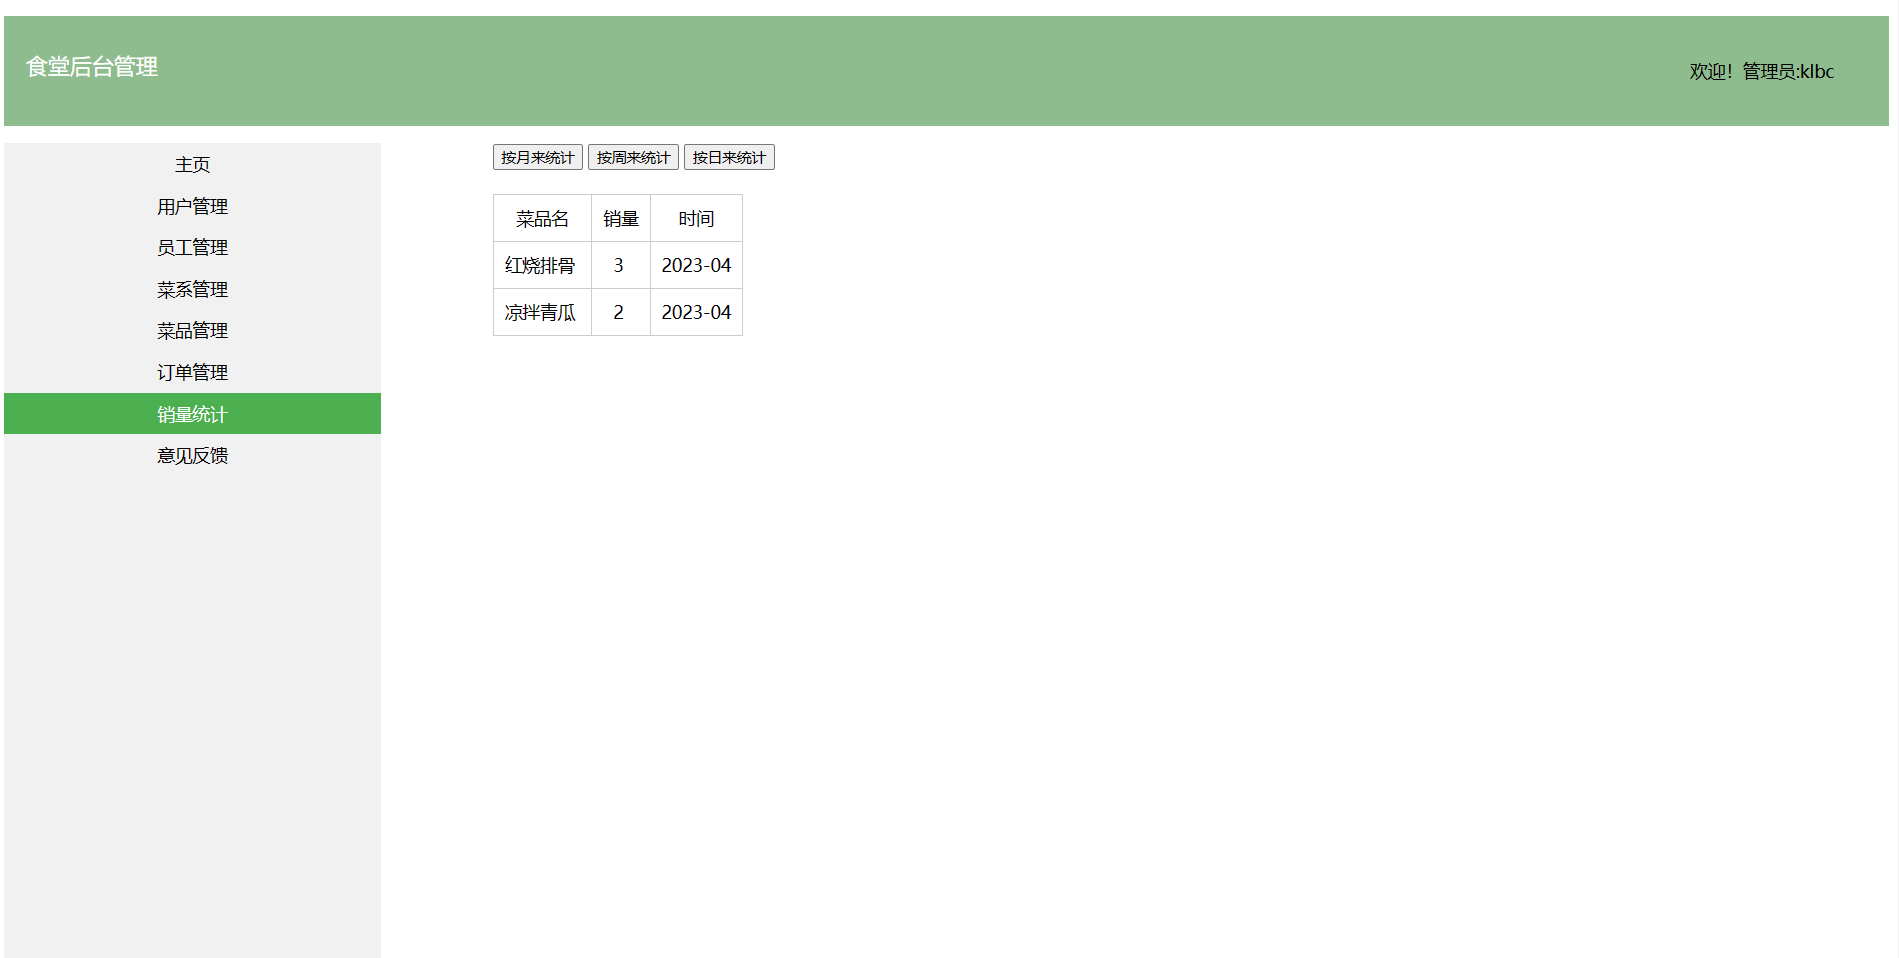 食堂后台管理
欢迎！管理员:klbc
主页
用户管理
员工管理
菜系管理
菜品管理
订单管理
销量统计
意见反馈
按月来统计 按周来统计 按日来统计
菜品名 销量 时间
红烧排骨 3 2023-04
凉拌青瓜 2 2023-04